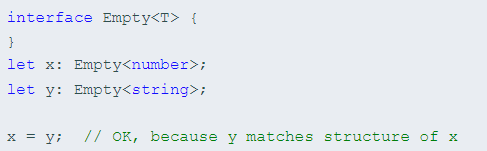 interface Empty<T> {
}
let x: Empty<number>;
let y: Empty<string>;
x = y;  // OK, because y matches structure of x